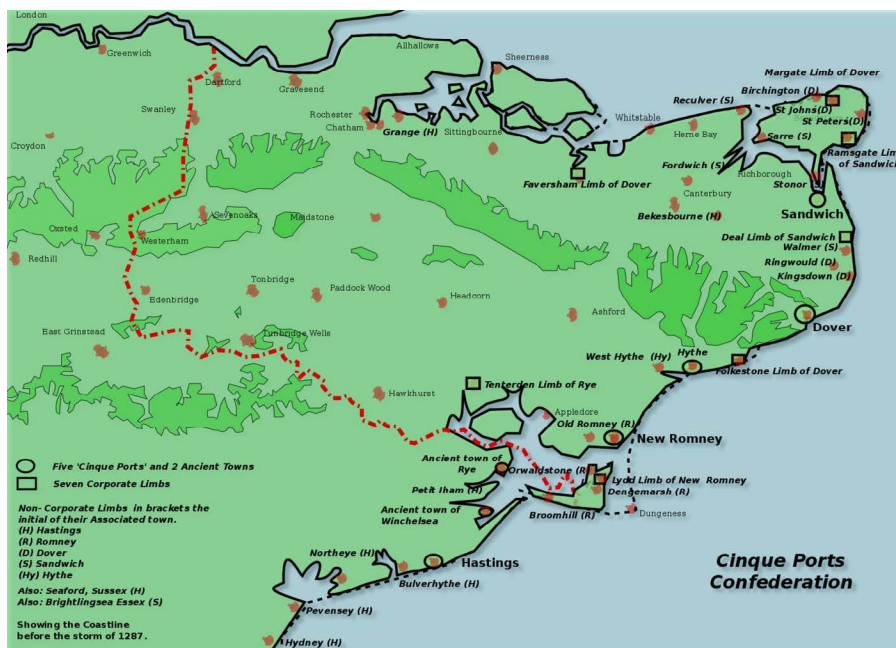 London
Greenwich
Allhallows
Sheerness
Dartford
Gravesend
Margate Limb of Dover
Birchington (D)
Reculver (S)
St Johns(D)
St Peters(D)
Swanley
Rochester
Chatham
Grange (H)
Sittingbourne
Whitstable
Herne Bay
Sarre (S)
Croydon
Ramsgate Limb
of Sandwich
Fordwich (S)
Richborough
Faversham Limb of Dover
Stonor (S)
Canterbury
Sevenoaks
Maidstone
Bekesbourne (H)
Sandwich
Oxsted
Westerham
Deal Limb of Sandwich
Walmer (S)
Redhill
Ringwould (D)
Kingsdown (D)
Edenbridge
Tonbridge
Paddock Wood
Headcorn
Ashford
Dover
East Grinstead
Tunbridge Wells
West Hythe (Hy)
Hythe
Folkestone Limb of Dover
Tenterden Limb of Rye
Hawkhurst
Appledore
Old Romney (R)
New Romney
Ancient town of
Rye
Orwaldstone (R)
Lydd Limb of New Romney
Dengemarsh (R)
Petit Iham (H)
Ancient town of
Winchelsea
Broomhill (R)
Dungeness
Northeye (H)
Hastings
Bulverhythe (H)
Pevensey (H)
Hydney (H)
Five 'Cinque Ports' and 2 Ancient Towns
Seven Corporate Limbs
Non- Corporate Limbs in brackets the
initial of their Associated town.
(H) Hastings
(R) Romney
(D) Dover
(S) Sandwich
(Hy) Hythe
Also: Seaford, Sussex (H)
Also: Brightlingsea Essex (S)
Showing the Coastline
before the storm of 1287.
Cinque Ports
Confederation